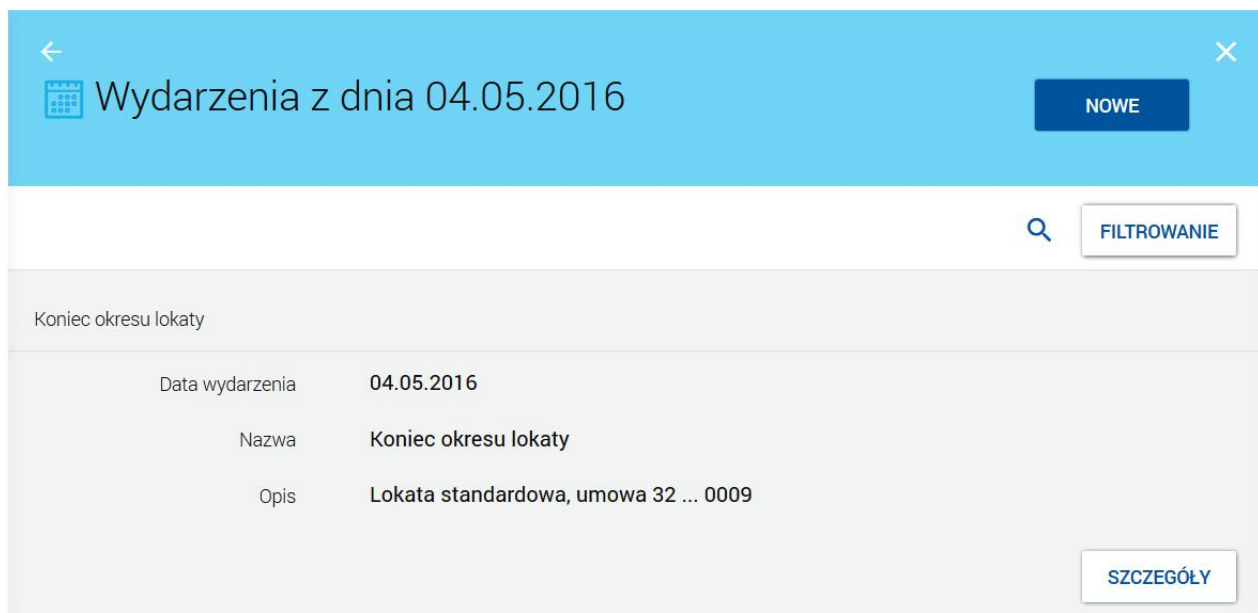 Wydarzenia z dnia 04.05.2016
NOWE
FILTROWANIE
Koniec okresu lokaty
Data wydarzenia 04.05.2016
Nazwa Koniec okresu lokaty
Opis Lokata standardowa, umowa 32 ... 0009
SZCZEGÓŁY